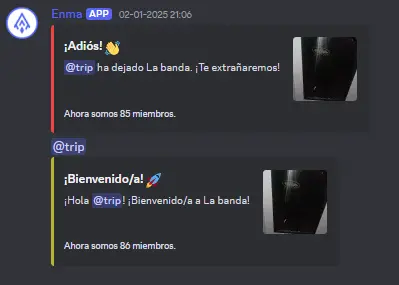 Enma APP 02-01-2025 21:06
¡Adiós! 👋
@trip ha dejado La banda. ¡Te extrañaremos!
Ahora somos 85 miembros.
@trip
¡Bienvenido/a! 🚀
¡Hola @trip! ¡Bienvenido/a a La banda!
Ahora somos 86 miembros.